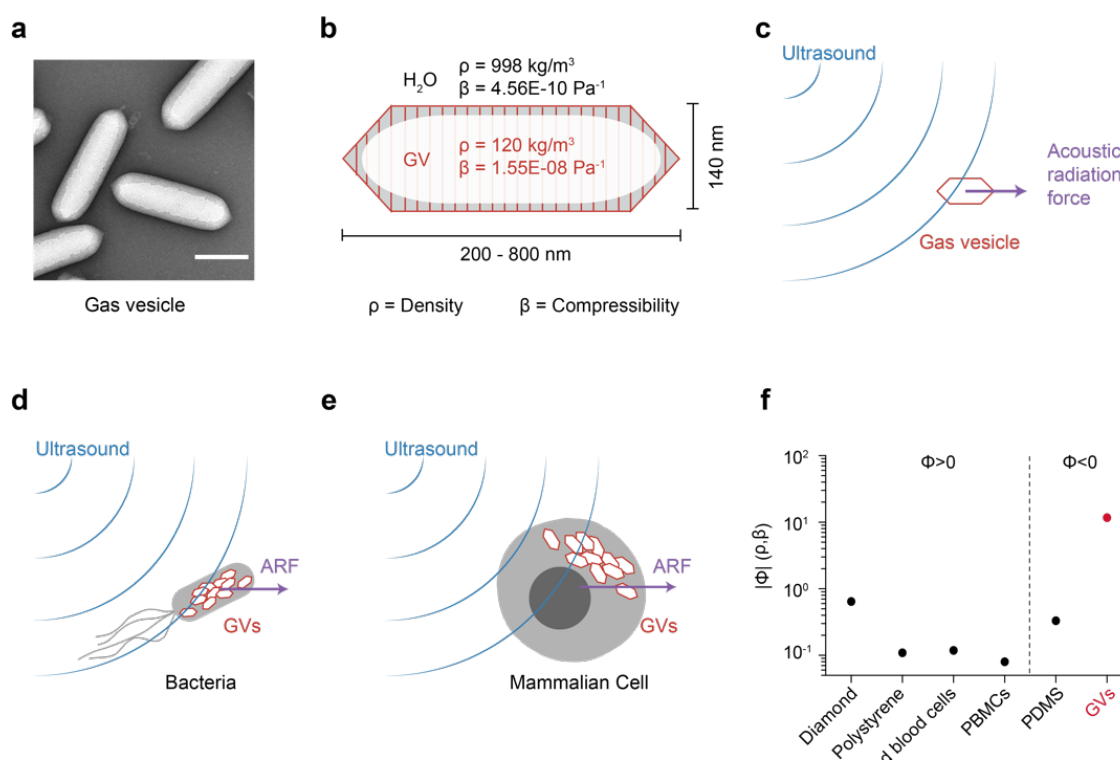 a
Gas vesicle
b
H₂O
ρ = 998 kg/m³
β = 4.56E-10 Pa⁻¹
GV
ρ = 120 kg/m³
β = 1.55E-08 Pa⁻¹
140 nm
200 - 800 nm
ρ = Density
β = Compressibility
c
Ultrasound
Acoustic
radiation
force
Gas vesicle
d
Ultrasound
ARF
GVs
Bacteria
e
Ultrasound
ARF
GVs
Mammalian Cell
f
|Φ| (ρ,β)
10²
10¹
10⁰
10⁻¹
Φ>0
Φ<0
Diamond
Polystyrene
d blood cells
PBMCs
PDMS
GVs